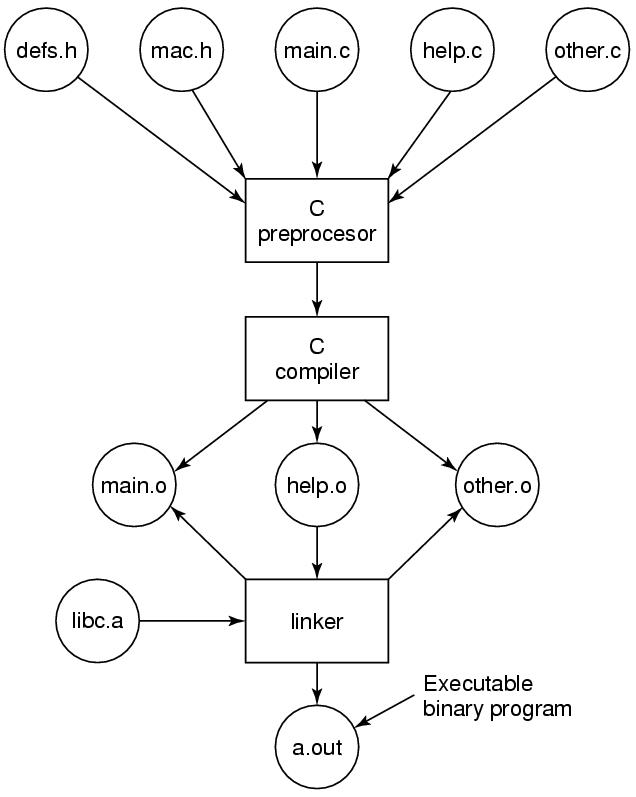 defs.h
mac.h
main.c
help.c
other.c
C
preprocesor
C
compiler
main.o
help.o
other.o
libc.a
linker
Executable
binary program
a.out